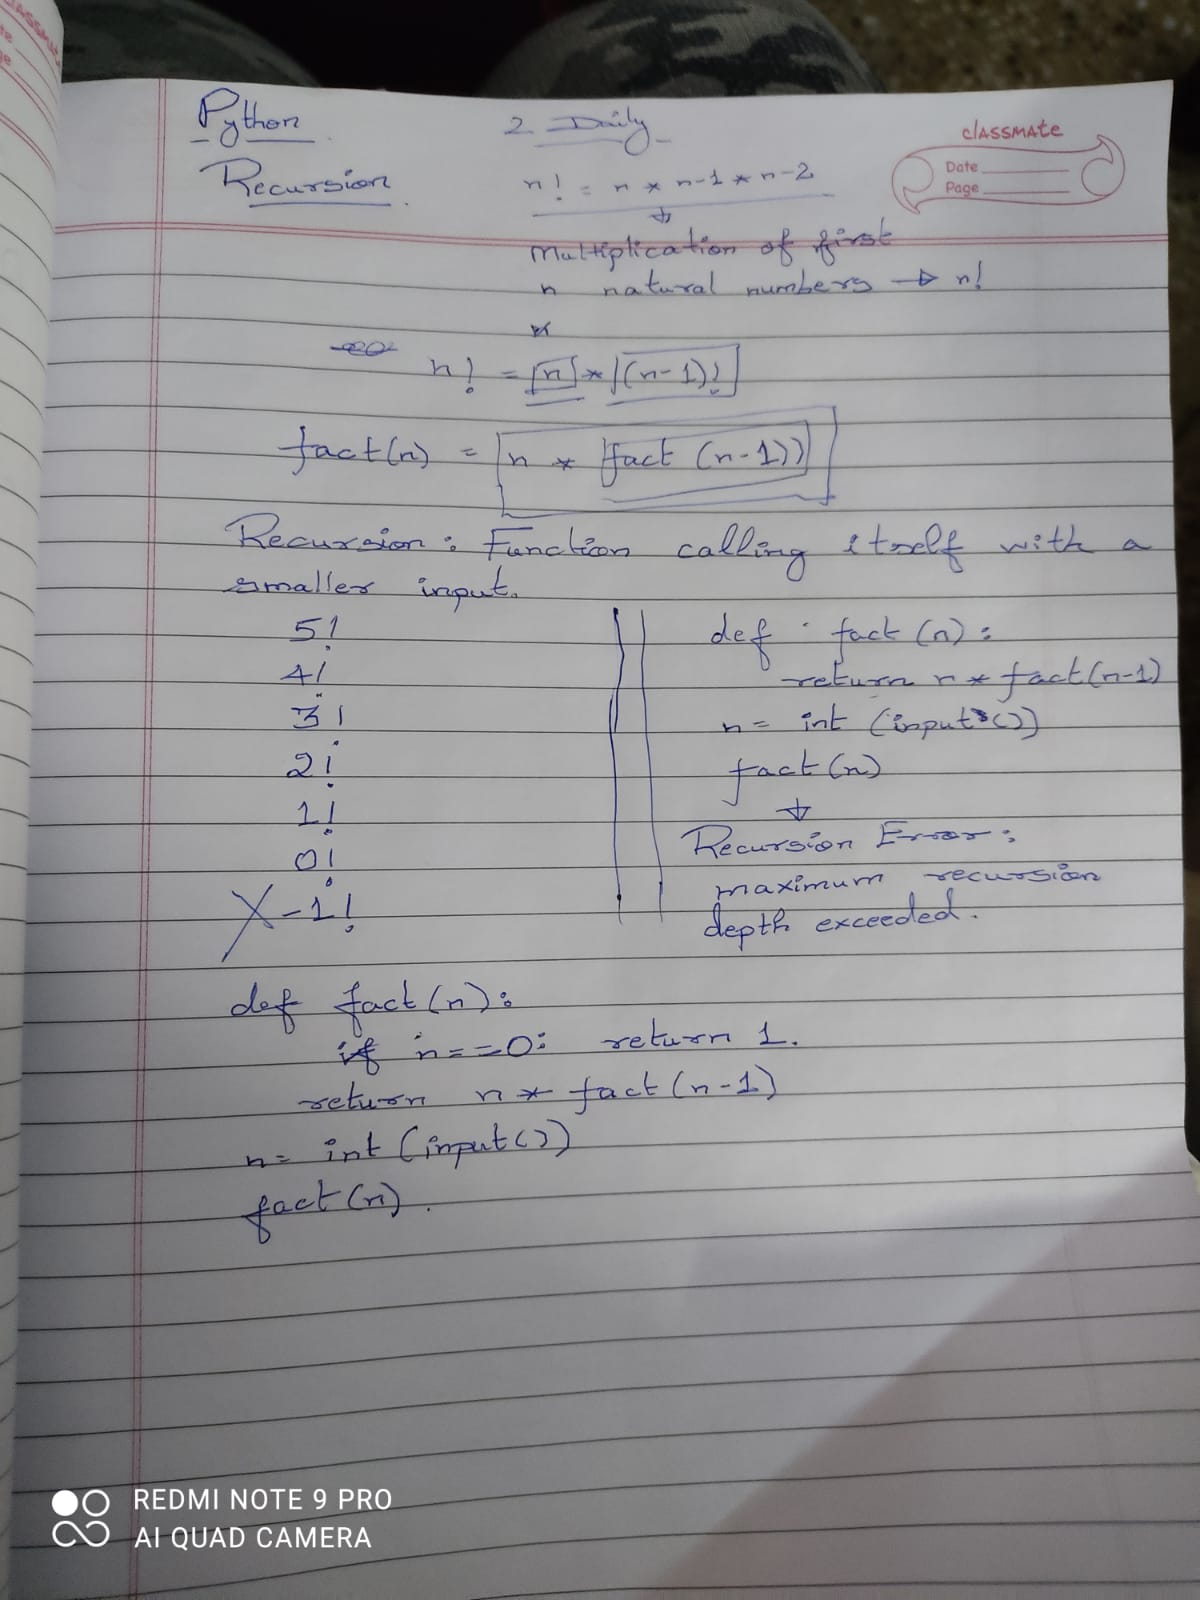 Python
Recursion.
2. Daily
n! = n * n-1 * n-2
classmate
Date
Page
Multiplication of first
n natural numbers → n!
n! = n * (n-1)!
fact(n) = n * fact (n-1))
Recursion: Function calling itself with a
smaller input.
5!
4!
3!
2!
1!
0!
X -1!
def fact(n):
return n * fact(n-1)
n = int (input())
fact(n)
↓
Recursion Error:
maximum recursion
depth exceeded.
def fact(n):
if n==0: return 1.
return n * fact(n-1)
n= int (input())
fact(n).
REDMI NOTE 9 PRO
AI QUAD CAMERA